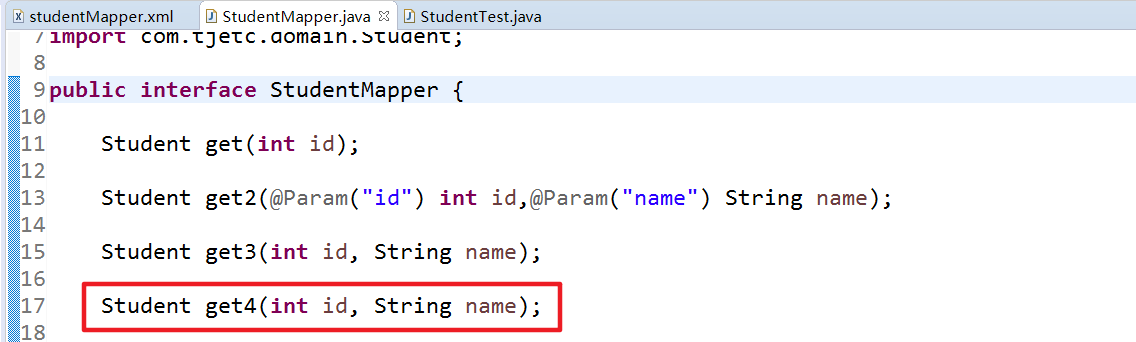 studentMapper.xml StudentMapper.java StudentTest.java
7 import com.tjetc.domain.Student;
8
9 public interface StudentMapper {
10
11 Student get(int id);
12
13 Student get2(@Param("id") int id,@Param("name") String name);
14
15 Student get3(int id, String name);
16
17 Student get4(int id, String name);
18